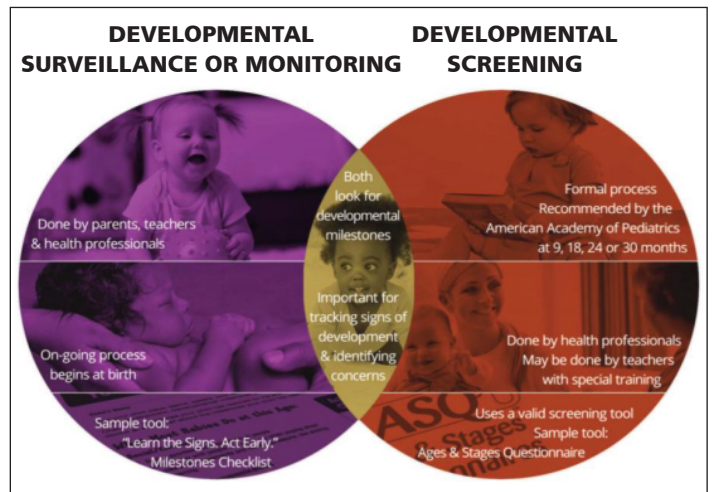 DEVELOPMENTAL
SURVEILLANCE OR MONITORING
DEVELOPMENTAL
SCREENING
Done by parents, teachers
& health professionals
On-going process
begins at birth
Sample tool:
"Learn the Signs. Act Early."
Milestones Checklist
Both
look for
developmental
milestones
Important for
tracking signs of
development
& identifying
concerns
Formal process
Recommended by the
American Academy of Pediatrics
at 9, 18, 24 or 30 months
Done by health professionals
May be done by teachers
with special training
Uses a valid screening tool
Sample tool:
Ages & Stages Questionnaire
ASQ
& Stages